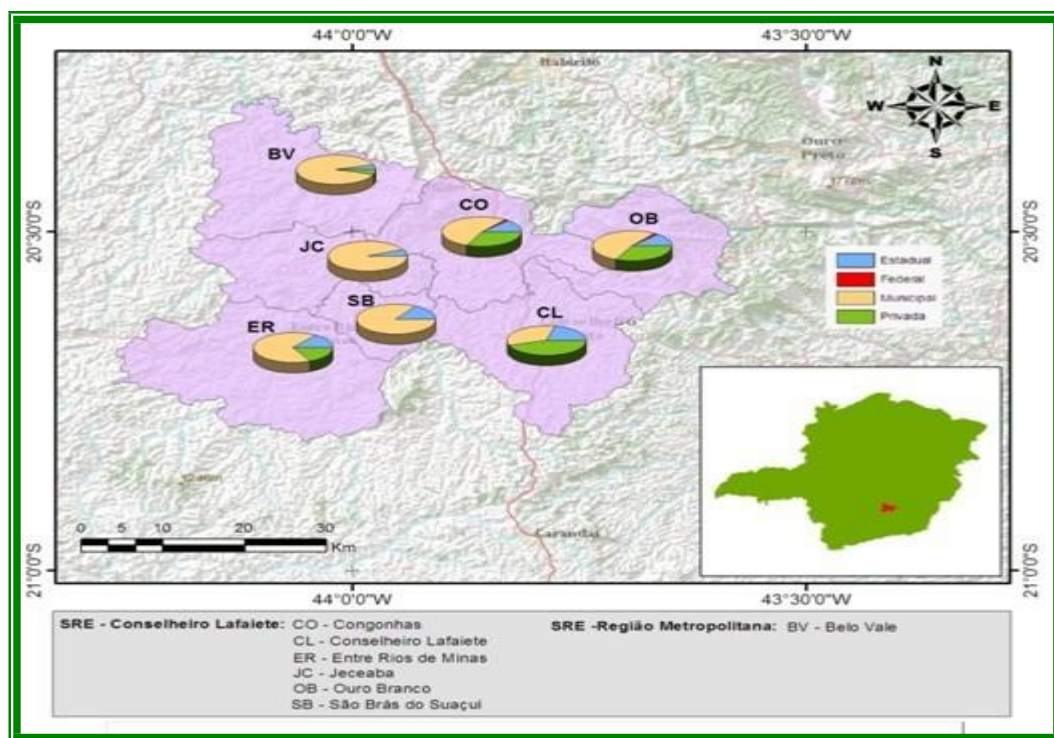 44°0'0"W 43°30'0"W
Itabirito
N
W E
S
Ouro
Preto
BV
CO
OB
20°30'0"S 20°30'0"S
JC
Estadual
Federal
SB
Municipal
CL
Privada
ER
0 5 10 20 30
Km
Carandaí
21°0'0"S 21°0'0"S
44°0'0"W 43°30'0"W
SRE - Conselheiro Lafaiete: CO - Congonhas
SRE -Região Metropolitana: BV - Belo Vale
CL - Conselheiro Lafaiete
ER - Entre Rios de Minas
JC - Jeceaba
OB - Ouro Branco
SB - São Brás do Suaçuí